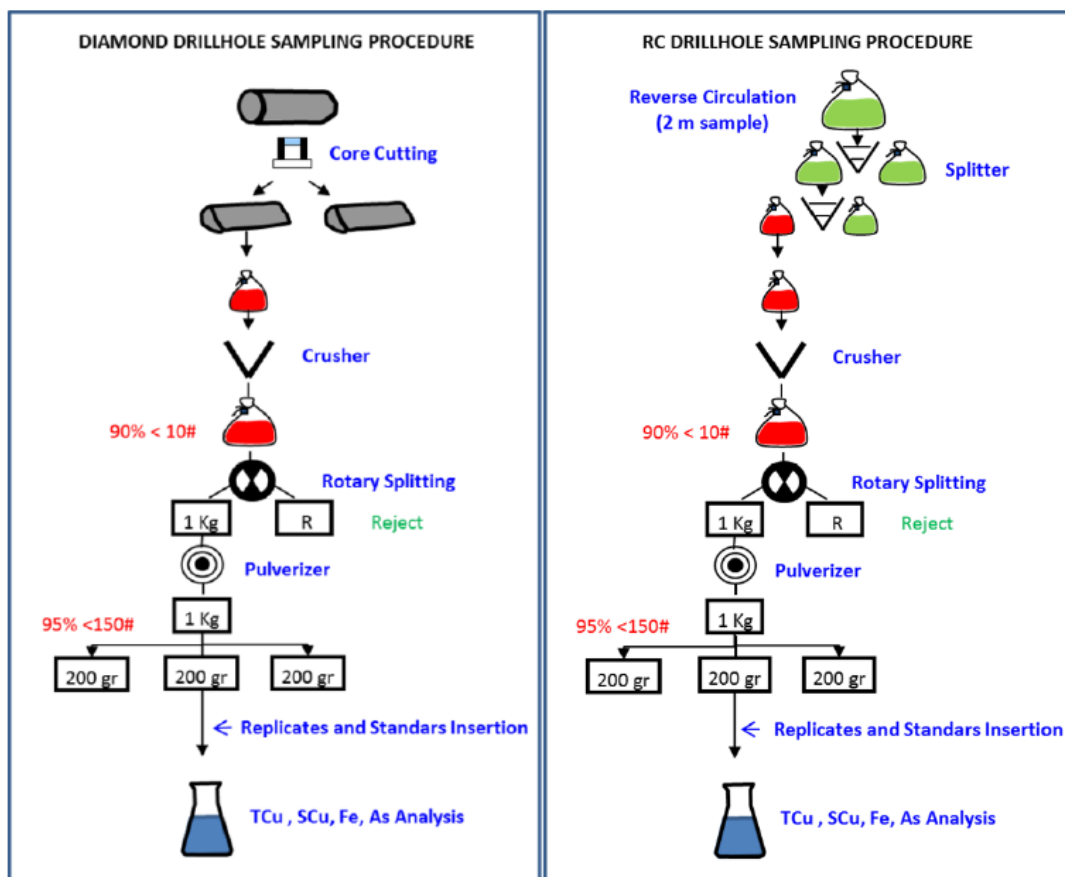 DIAMOND DRILLHOLE SAMPLING PROCEDURE
Core Cutting
Crusher
90% < 10#
Rotary Splitting
1 Kg
R
Reject
Pulverizer
1 Kg
95% <150#
200 gr
200 gr
200 gr
Replicates and Standars Insertion
TCu , SCu, Fe, As Analysis
RC DRILLHOLE SAMPLING PROCEDURE
Reverse Circulation
(2 m sample)
Splitter
Crusher
90% < 10#
Rotary Splitting
1 Kg
R
Reject
Pulverizer
1 Kg
95% <150#
200 gr
200 gr
200 gr
Replicates and Standars Insertion
TCu , SCu, Fe, As Analysis